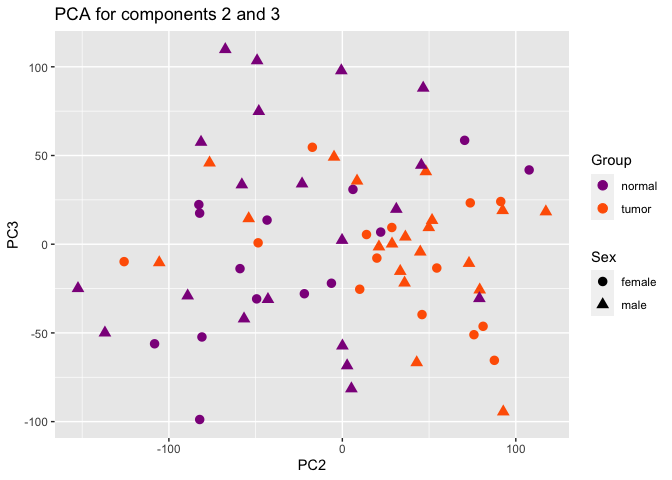 PCA for components 2 and 3
100
50
0
-50
-100
PC3
-100
0
100
PC2
Group
normal
tumor
Sex
female
male